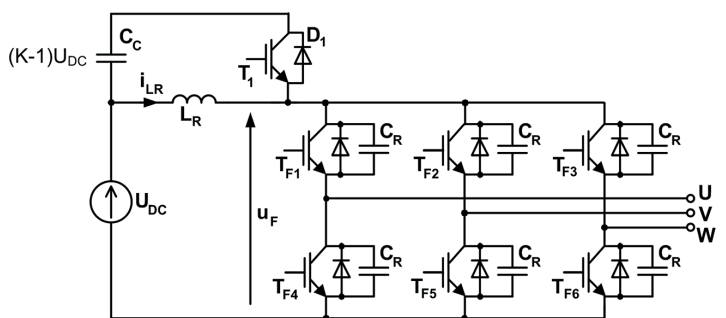 C_C
D_1
(K-1)U_DC
T_1
i_LR
L_R
C_R
C_R
C_R
T_F1
T_F2
T_F3
U_DC
u_F
U
V
W
C_R
C_R
C_R
T_F4
T_F5
T_F6